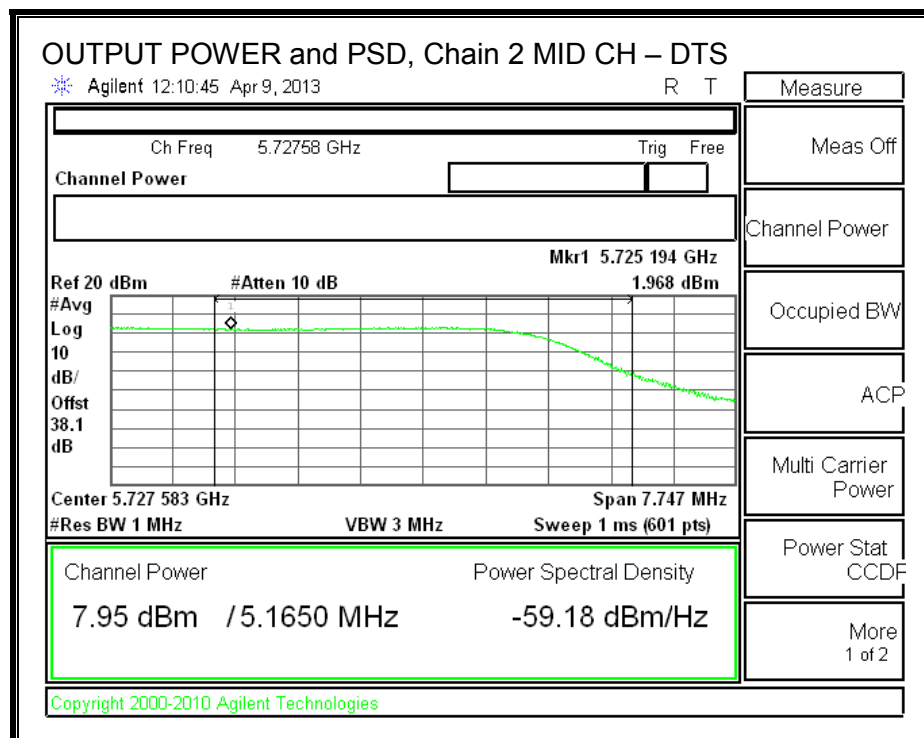 OUTPUT POWER and PSD, Chain 2 MID CH – DTS
Agilent 12:10:45 Apr 9, 2013 R T
Measure
Ch Freq 5.72758 GHz Trig Free
Meas Off
Channel Power
Channel Power
Mkr1 5.725 194 GHz
Ref 20 dBm #Atten 10 dB 1.968 dBm
#Avg
Log
10
dB/
Offst
38.1
dB
1
Occupied BW
ACP
Center 5.727 583 GHz Span 7.747 MHz
#Res BW 1 MHz VBW 3 MHz Sweep 1 ms (601 pts)
Multi Carrier
Power
Channel Power Power Spectral Density
7.95 dBm / 5.1650 MHz -59.18 dBm/Hz
Power Stat
CCDF
More
1 of 2
Copyright 2000-2010 Agilent Technologies